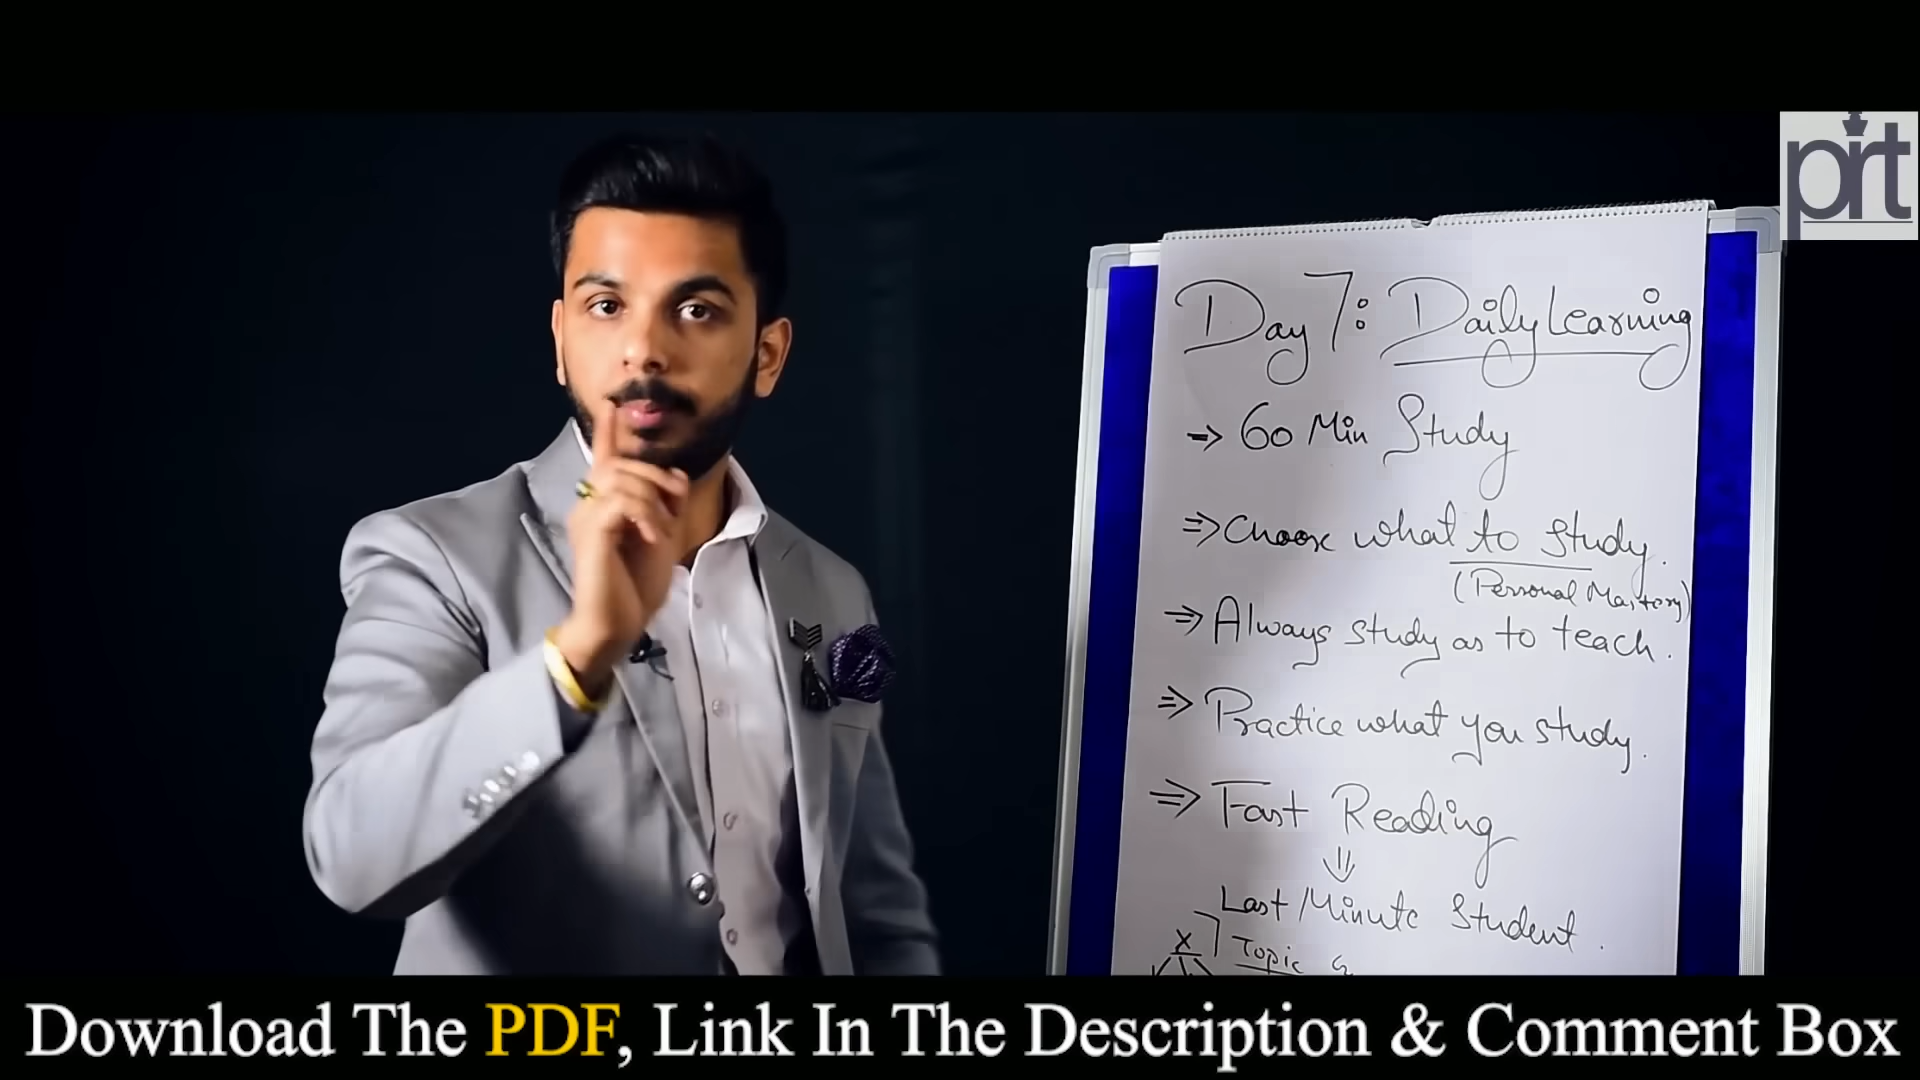 prt
Day 7: Daily Learning
⇒ 60 Min Study
⇒ Choose what to study.
(Personal Mastery)
⇒ Always study as to teach.
⇒ Practice what you study.
⇒ Fast Reading
⇓
Last Minute Student.
X Topic
Download The PDF, Link In The Description & Comment Box